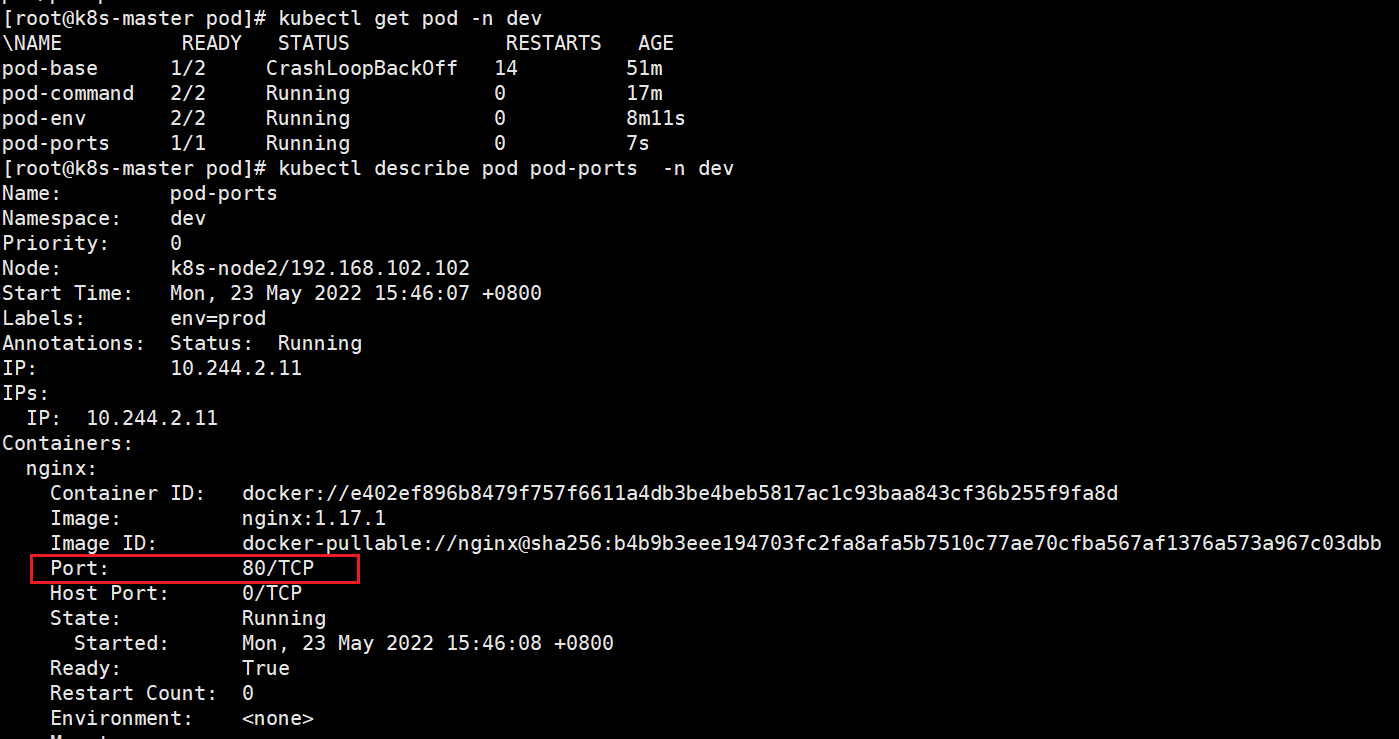 [root@k8s-master pod]# kubectl get pod -n dev
\NAME          READY   STATUS             RESTARTS   AGE
pod-base      1/2     CrashLoopBackOff   14         51m
pod-command   2/2     Running            0          17m
pod-env       2/2     Running            0          8m11s
pod-ports     1/1     Running            0          7s
[root@k8s-master pod]# kubectl describe pod pod-ports  -n dev
Name:         pod-ports
Namespace:    dev
Priority:     0
Node:         k8s-node2/192.168.102.102
Start Time:   Mon, 23 May 2022 15:46:07 +0800
Labels:       env=prod
Annotations:  Status:  Running
IP:           10.244.2.11
IPs:
  IP:  10.244.2.11
Containers:
  nginx:
    Container ID:   docker://e402ef896b8479f757f6611a4db3be4beb5817ac1c93baa843cf36b255f9fa8d
    Image:          nginx:1.17.1
    Image ID:       docker-pullable://nginx@sha256:b4b9b3eee194703fc2fa8afa5b7510c77ae70cfba567af1376a573a967c03dbb
    Port:           80/TCP
    Host Port:      0/TCP
    State:          Running
      Started:      Mon, 23 May 2022 15:46:08 +0800
    Ready:          True
    Restart Count:  0
    Environment:    <none>